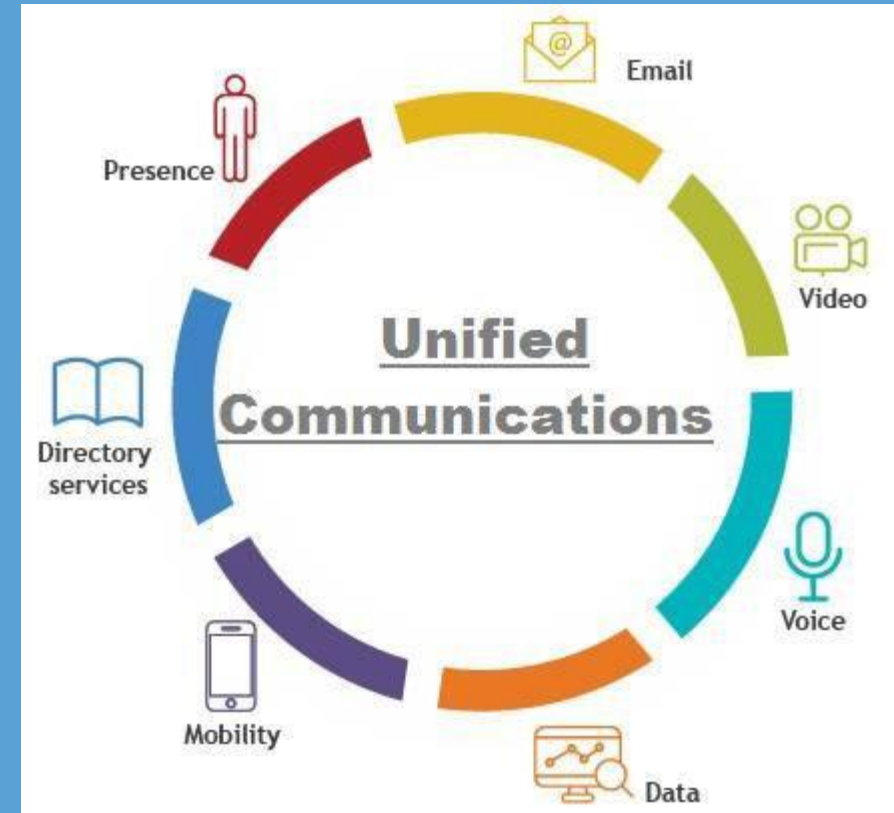 @
Email
Presence
Video
Unified
Communications
Directory
services
Voice
Mobility
Data